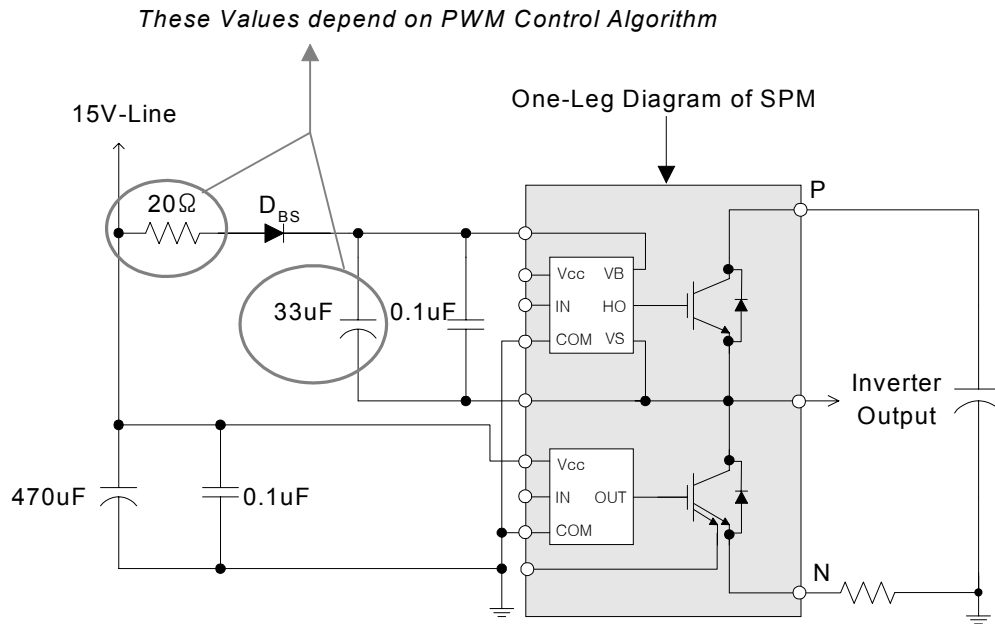 These Values depend on PWM Control Algorithm
One-Leg Diagram of SPM
15V-Line
P
20Ω
DBS
Vcc VB
IN HO
COM VS
33uF
0.1uF
Inverter
Output
Vcc
IN OUT
COM
470uF
0.1uF
N